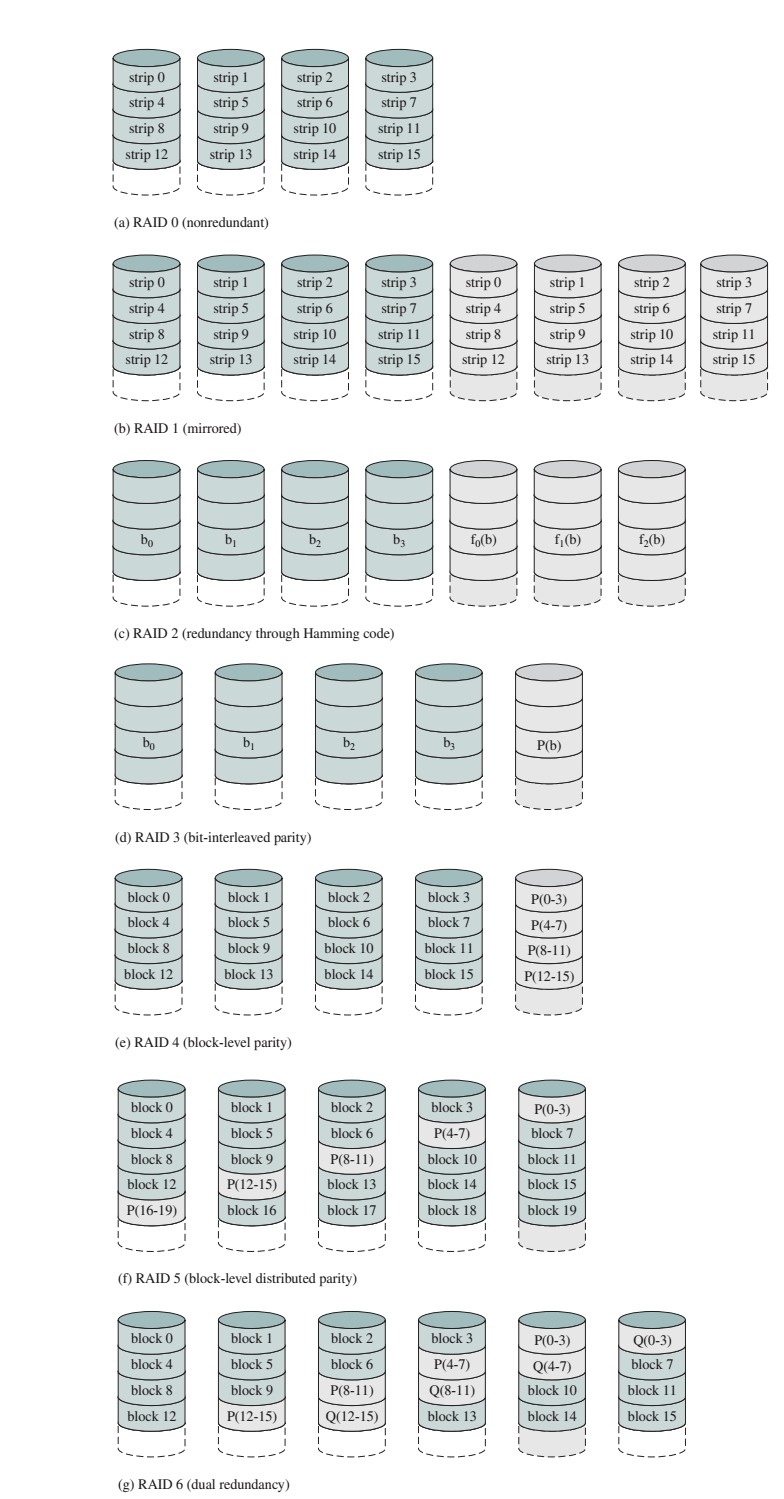 strip 0 strip 1 strip 2 strip 3
strip 4 strip 5 strip 6 strip 7
strip 8 strip 9 strip 10 strip 11
strip 12 strip 13 strip 14 strip 15
(a) RAID 0 (nonredundant)
strip 0 strip 1 strip 2 strip 3 strip 0 strip 1 strip 2 strip 3
strip 4 strip 5 strip 6 strip 7 strip 4 strip 5 strip 6 strip 7
strip 8 strip 9 strip 10 strip 11 strip 8 strip 9 strip 10 strip 11
strip 12 strip 13 strip 14 strip 15 strip 12 strip 13 strip 14 strip 15
(b) RAID 1 (mirrored)
b₀ b₁ b₂ b₃ f₀(b) f₁(b) f₂(b)
(c) RAID 2 (redundancy through Hamming code)
b₀ b₁ b₂ b₃ P(b)
(d) RAID 3 (bit-interleaved parity)
block 0 block 1 block 2 block 3 P(0-3)
block 4 block 5 block 6 block 7 P(4-7)
block 8 block 9 block 10 block 11 P(8-11)
block 12 block 13 block 14 block 15 P(12-15)
(e) RAID 4 (block-level parity)
block 0 block 1 block 2 block 3 P(0-3)
block 4 block 5 block 6 P(4-7) block 7
block 8 block 9 P(8-11) block 10 block 11
block 12 P(12-15) block 13 block 14 block 15
P(16-19) block 16 block 17 block 18 block 19
(f) RAID 5 (block-level distributed parity)
block 0 block 1 block 2 block 3 P(0-3) Q(0-3)
block 4 block 5 block 6 P(4-7) Q(4-7) block 7
block 8 block 9 P(8-11) Q(8-11) block 10 block 11
block 12 P(12-15) Q(12-15) block 13 block 14 block 15
(g) RAID 6 (dual redundancy)